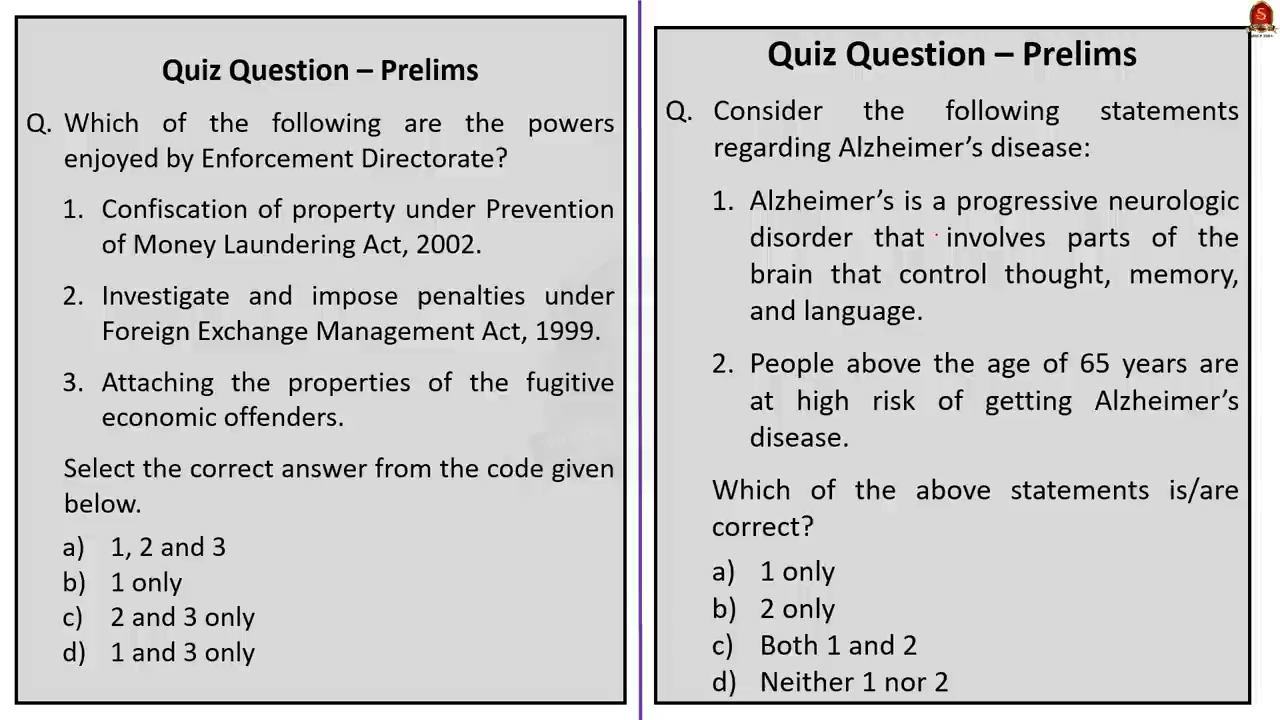 Quiz Question – Prelims
Q. Which of the following are the powers
enjoyed by Enforcement Directorate?
1. Confiscation of property under Prevention
of Money Laundering Act, 2002.
2. Investigate and impose penalties under
Foreign Exchange Management Act, 1999.
3. Attaching the properties of the fugitive
economic offenders.
Select the correct answer from the code given
below.
a) 1, 2 and 3
b) 1 only
c) 2 and 3 only
d) 1 and 3 only
Quiz Question – Prelims
Q. Consider the following statements
regarding Alzheimer’s disease:
1. Alzheimer’s is a progressive neurologic
disorder that involves parts of the
brain that control thought, memory,
and language.
2. People above the age of 65 years are
at high risk of getting Alzheimer’s
disease.
Which of the above statements is/are
correct?
a) 1 only
b) 2 only
c) Both 1 and 2
d) Neither 1 nor 2
S